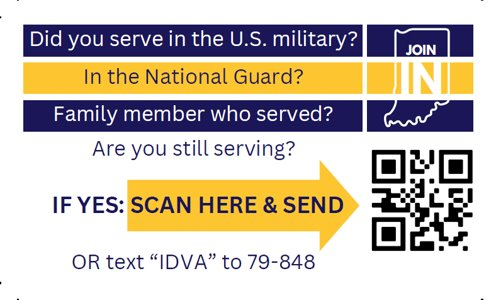 Did you serve in the U.S. military?
In the National Guard?
Family member who served?
JOIN
IN
Are you still serving?
IF YES: SCAN HERE & SEND
OR text “IDVA” to 79-848